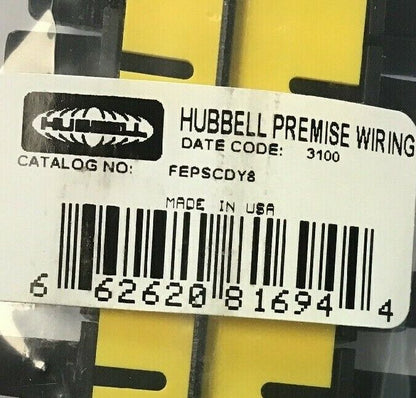 HUBBELL
HUBBELL PREMISE WIRING
DATE CODE: 3100
CATALOG NO: FEPSCDY8
MADE IN USA
6 62620 81694 4